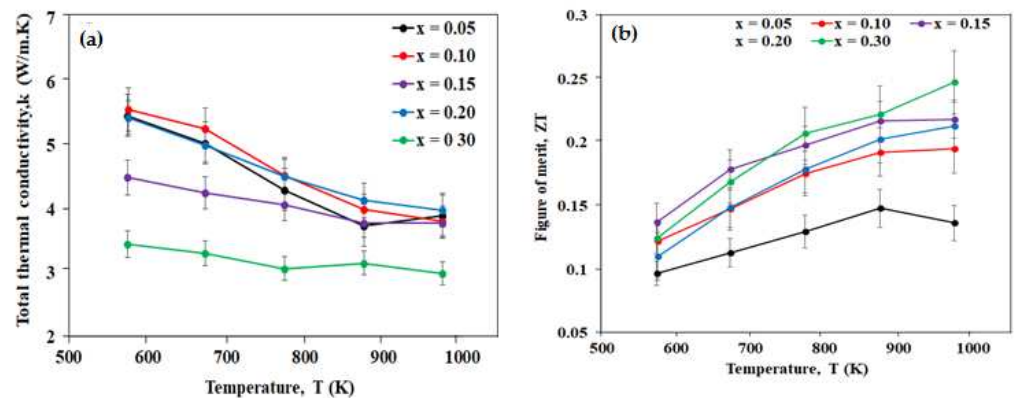 (a)
x = 0.05
x = 0.10
x = 0.15
x = 0.20
x = 0 30
7
6
5
4
3
2
500
600
700
800
900
1000
Total thermal conductivity,k (W/m.K)
Temperature, T (K)
(b)
x = 0.05 x = 0.10 x = 0.15
x = 0.20 x = 0.30
0.3
0.25
0.2
0.15
0.1
0.05
500
600
700
800
900
1000
Figure of merit, ZT
Temperature, T (K)